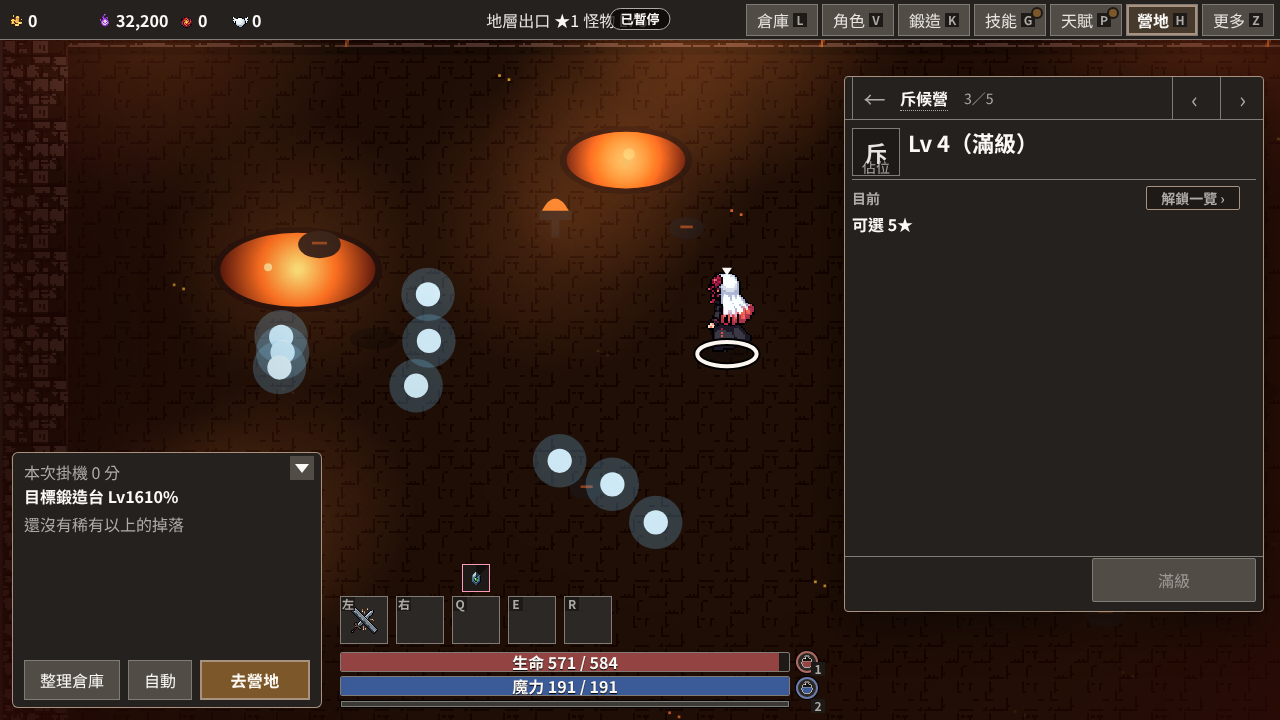 0
32,200
0
0
地層出口 ★1 怪物
已暫停
倉庫 L
角色 V
鍛造 K
技能 G
天賦 P
營地 H
更多 Z
← 斥候營 3／5 ‹ ›
斥
佔位
Lv 4（滿級）
目前
解鎖一覽 ›
可選 5★
滿級
本次掛機 0 分
目標鍛造台 Lv1610%
還沒有稀有以上的掉落
整理倉庫
自動
去營地
左
右
Q
E
R
生命 571 / 584
1
魔力 191 / 191
2